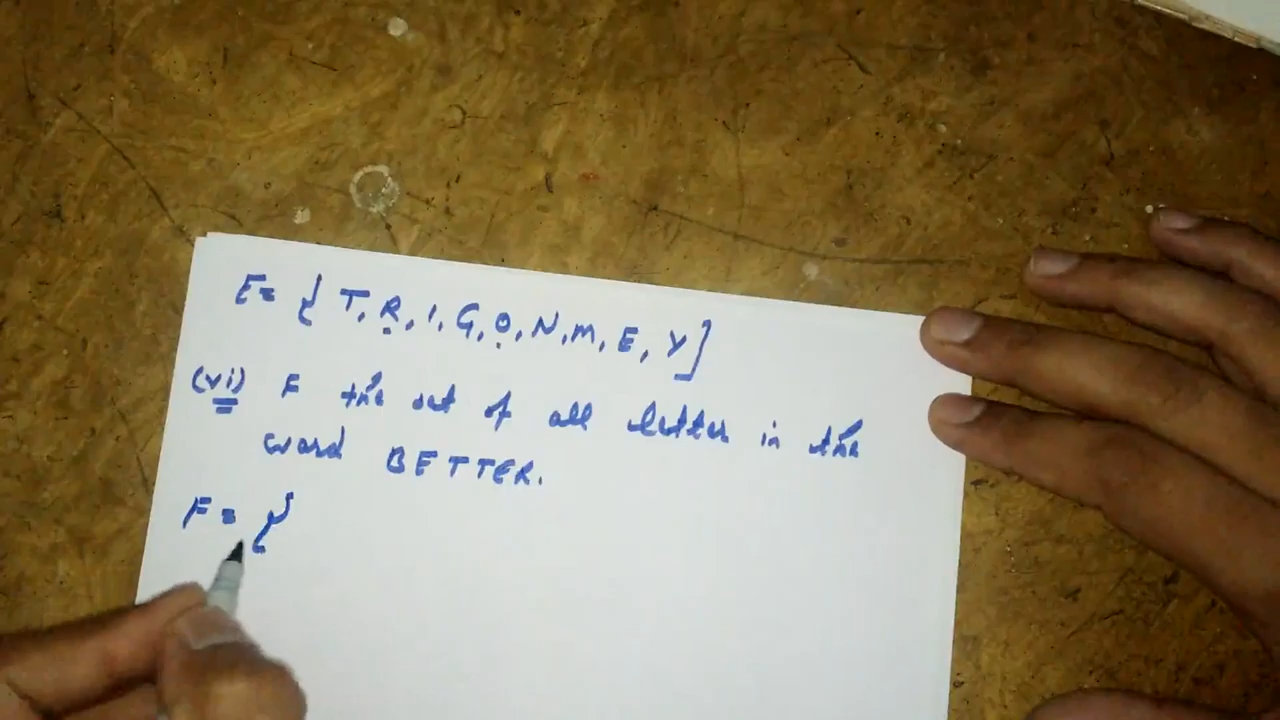 E= { T, R, I, G, O, N, M, E, Y }
(vi) F the set of all letter in the
word BETTER.
F= {